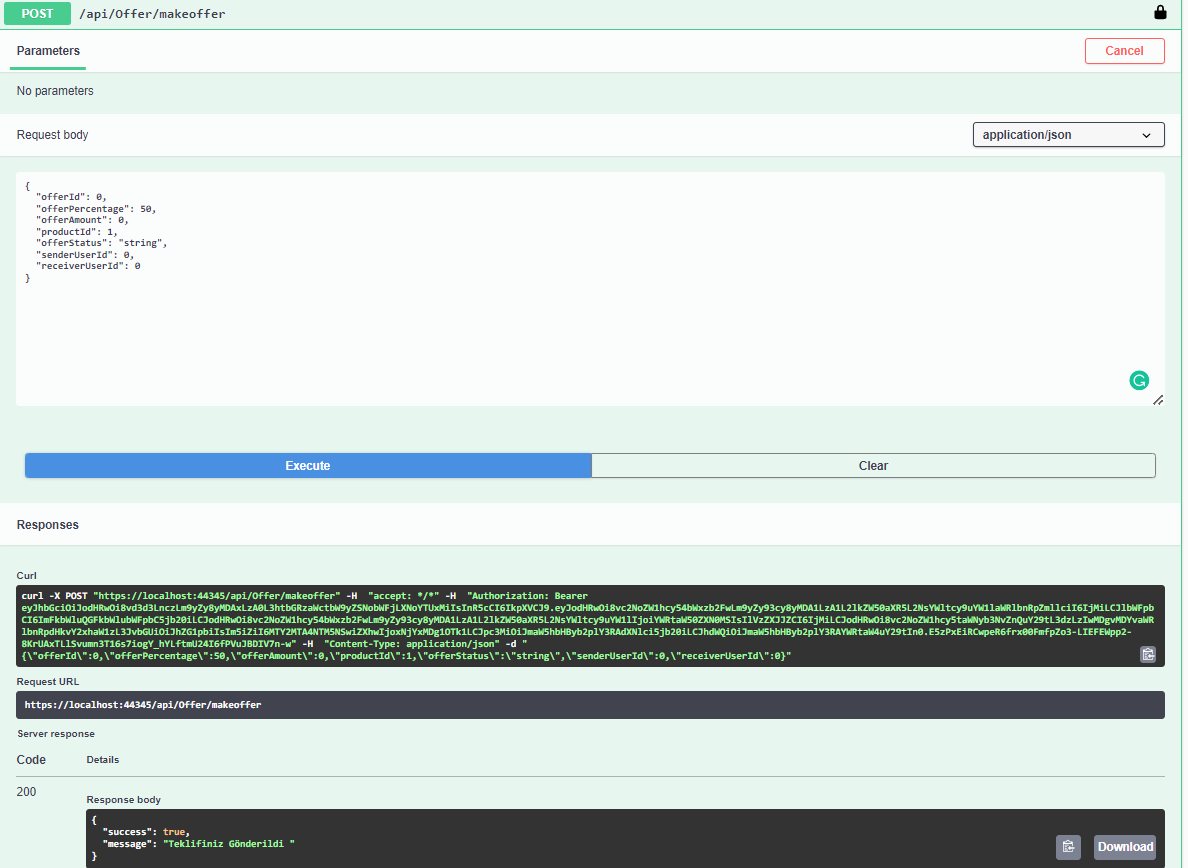 POST /api/Offer/makeoffer
Parameters
Cancel
No parameters
Request body
application/json
{
"offerId": 0,
"offerPercentage": 50,
"offerAmount": 0,
"productId": 1,
"offerStatus": "string",
"senderUserId": 0,
"receiverUserId": 0
}
Execute
Clear
Responses
Curl
curl -X POST "https://localhost:44345/api/Offer/makeoffer" -H "accept: */*" -H "Authorization: Bearer
lbnRpdHkvY2xhaW1zL3JvbGUiOiJhZG1pbiIsIm5iZiI6MTY2MTA4NTM5NSwiZXhwIjoxNjYxMDg1OTk1LCJpc3MiOiJmaW5hbHByb2plY3RAdXNlci5jb20iLCJhdWQiOiJmaW5hbHByb2plY3RAYWRtaW4uY29tIn0.E5zPxEiRCwpeR6frx00FmfpZo3-LIEFEWpp2-
8KrUAxTLlSvumn3T16s7iogY_hYLftmU24I6fPVuJBDIV7n-w" -H "Content-Type: application/json" -d "
{\"offerId\":0,\"offerPercentage\":50,\"offerAmount\":0,\"productId\":1,\"offerStatus\":\"string\",\"senderUserId\":0,\"receiverUserId\":0}"
Request URL
https://localhost:44345/api/Offer/makeoffer
Server response
Code Details
200
Response body
{
"success": true,
"message": "Teklifiniz Gönderildi "
}
Download